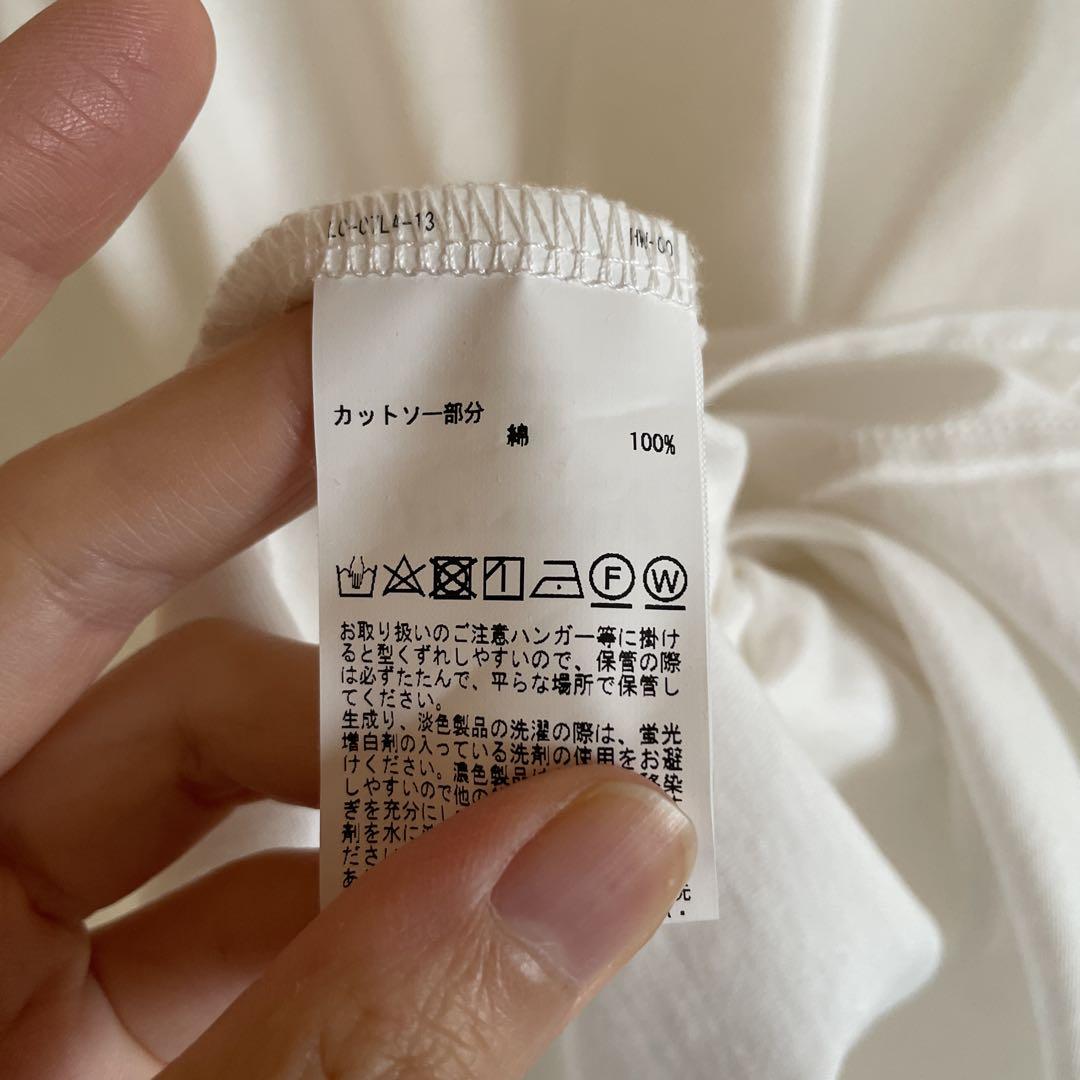 カットソー部分
綿 100%
F W
お取り扱いのご注意ハンガー等に掛け
ると型くずれしやすいので、保管の際
は必ずたたんで、平らな場所で保管し
てください。
生成り、淡色製品の洗濯の際は、蛍光
増白剤の入っている洗剤の使用をお避
けください。濃色製品は
しやすいので他の
ぎを充分にし
剤を水に
ださい